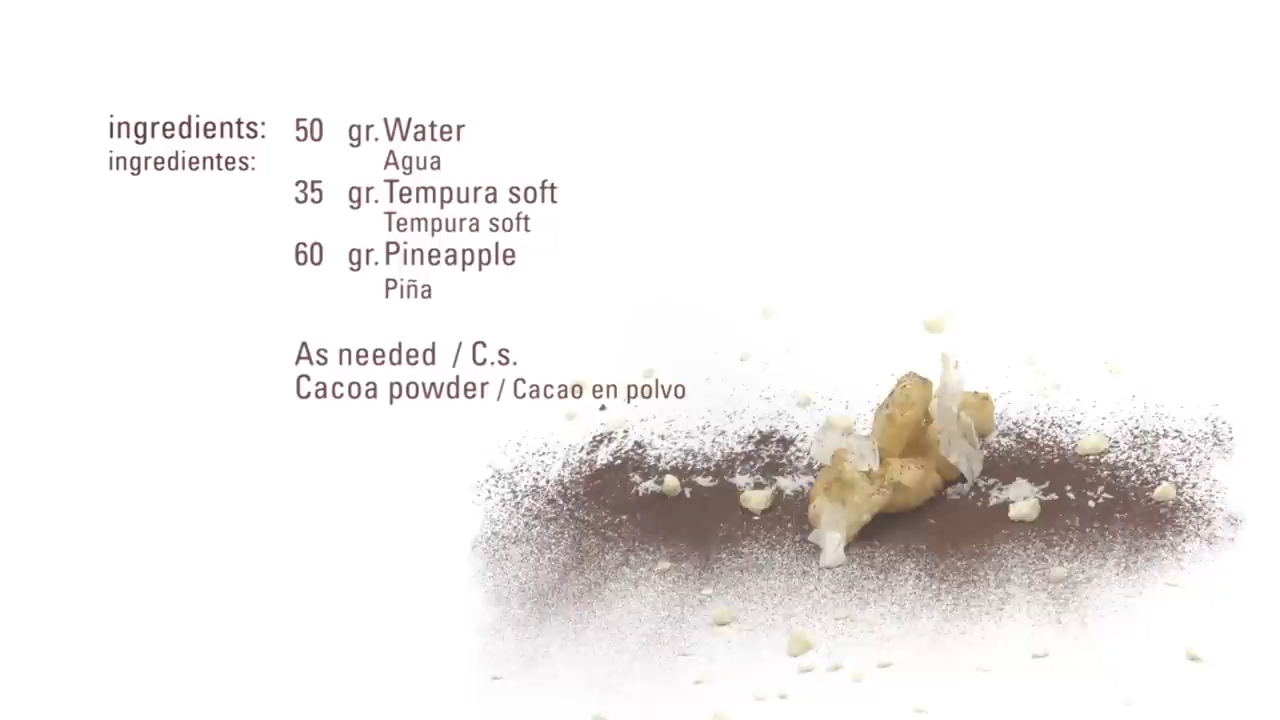 ingredients: 50 gr. Water
ingredientes: Agua
35 gr. Tempura soft
Tempura soft
60 gr. Pineapple
Piña
As needed / C.s.
Cacoa powder / Cacao en polvo